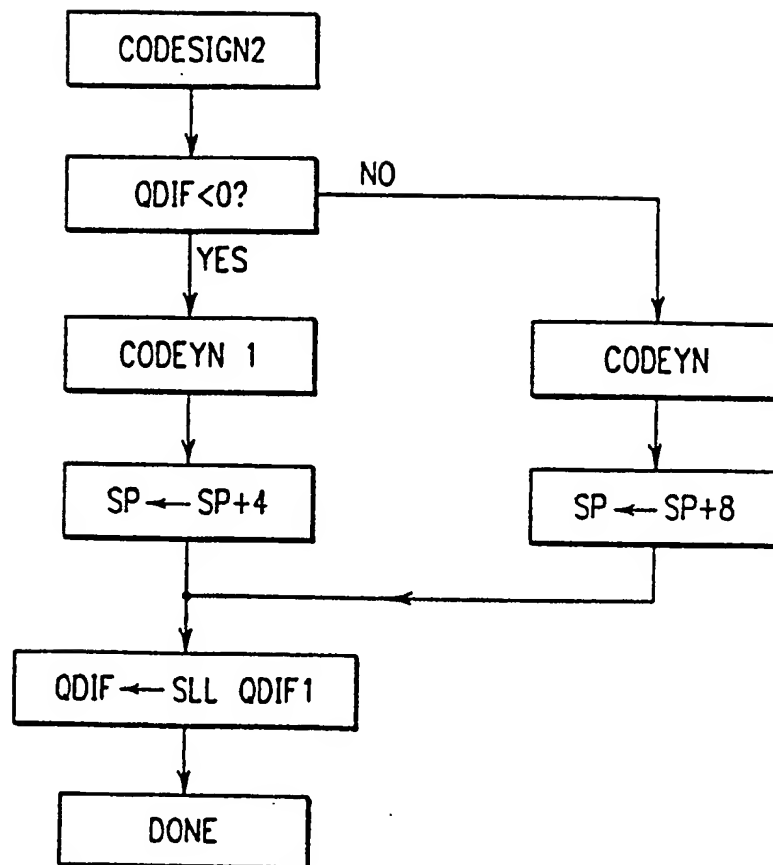 CODESIGN2
QDIF<0?
NO
YES
CODEYN 1
CODEYN
SP ← SP+4
SP ← SP+8
QDIF ← SLL QDIF1
DONE